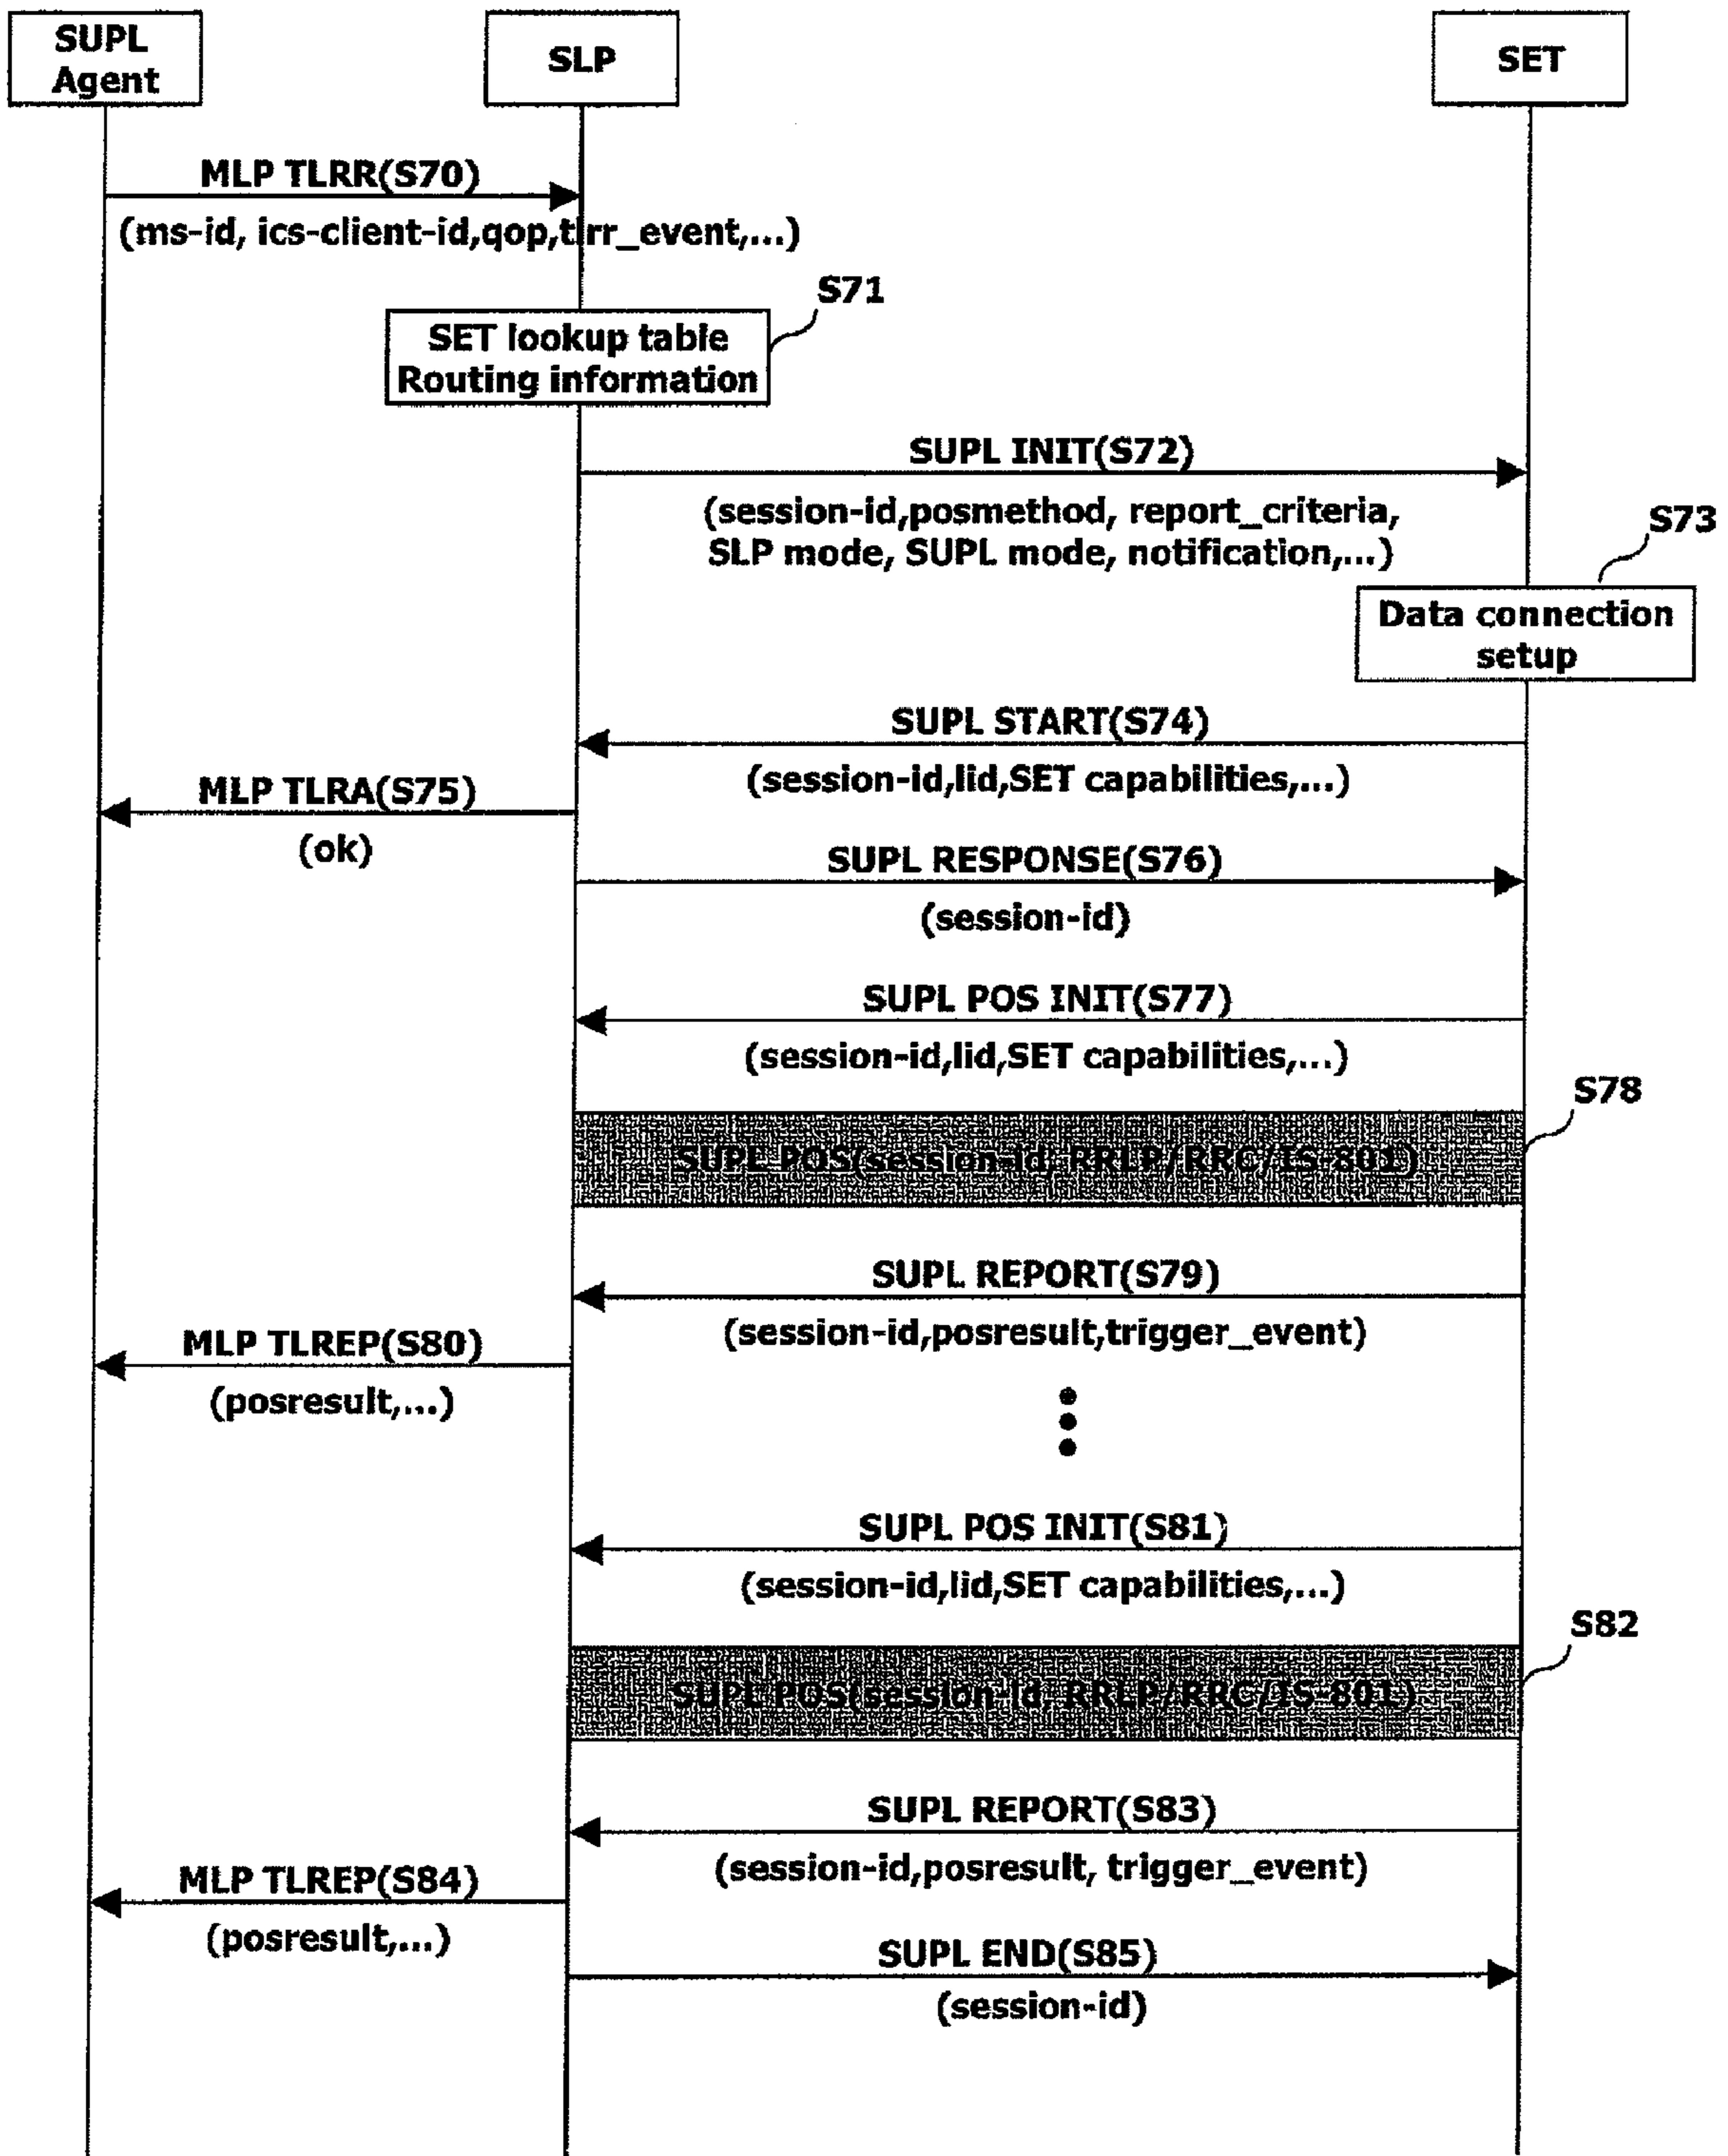 SUPL
Agent
SLP
SET
MLP TLRR(S70)
(ms-id, ics-client-id,qop,tlrr_event,...)
S71
SET lookup table
Routing information
SUPL INIT(S72)
(session-id,posmethod, report_criteria,
SLP mode, SUPL mode, notification,...)
S73
Data connection
setup
SUPL START(S74)
(session-id,lid,SET capabilities,...)
MLP TLRA(S75)
(ok)
SUPL RESPONSE(S76)
(session-id)
SUPL POS INIT(S77)
(session-id,lid,SET capabilities,...)
S78
SUPL POS(session-id, RRLP/RRC/IS-801)
SUPL REPORT(S79)
(session-id,posresult,trigger_event)
MLP TLREP(S80)
(posresult,...)
SUPL POS INIT(S81)
(session-id,lid,SET capabilities,...)
S82
SUPL POS(session-id, RRLP/RRC/IS-801)
SUPL REPORT(S83)
(session-id,posresult, trigger_event)
MLP TLREP(S84)
(posresult,...)
SUPL END(S85)
(session-id)